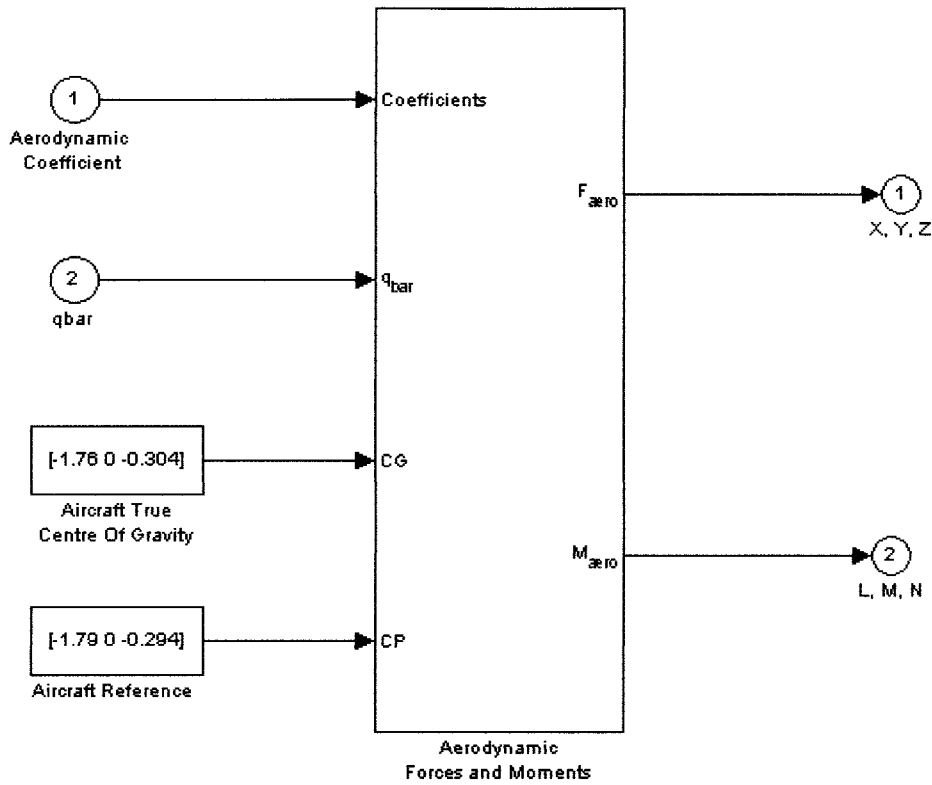 1
Aerodynamic
Coefficient
Coefficients
F_aero
1
X, Y, Z
2
qbar
q_bar
[-1.76 0 -0.304]
Aircraft True
Centre Of Gravity
CG
M_aero
2
L, M, N
[-1.79 0 -0.294]
Aircraft Reference
CP
Aerodynamic
Forces and Moments